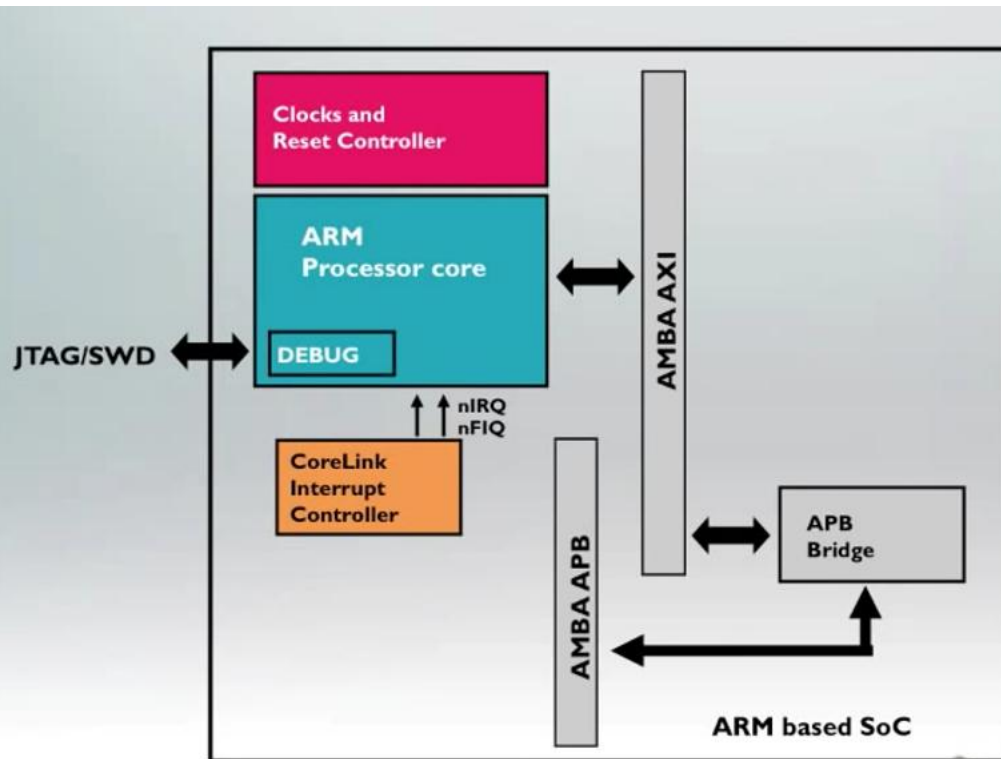 Clocks and
Reset Controller
ARM
Processor core
DEBUG
JTAG/SWD
nIRQ
nFIQ
CoreLink
Interrupt
Controller
AMBA AXI
AMBA APB
APB
Bridge
ARM based SoC